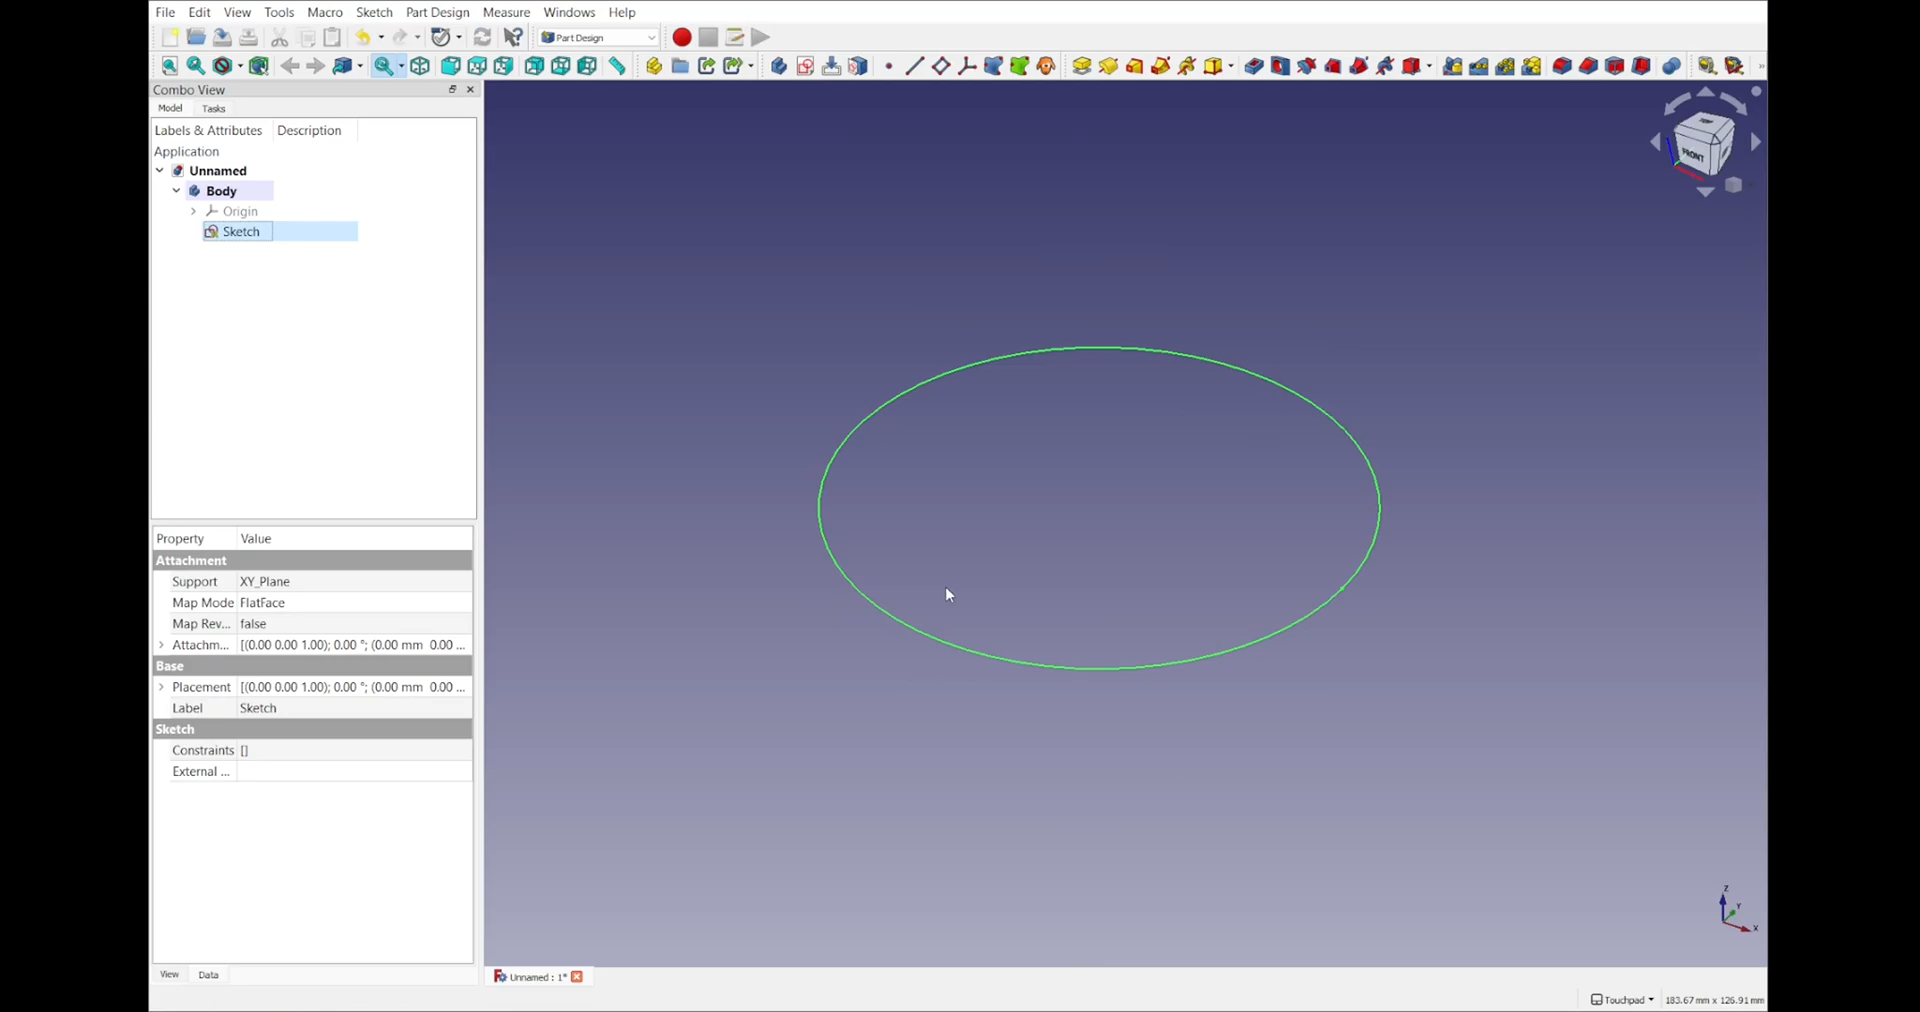 File Edit View Tools Macro Sketch Part Design Measure Windows Help
Part Design
Combo View
Model Tasks
Labels & Attributes Description
Application
Unnamed
Body
Origin
Sketch
Property Value
Attachment
Support XY_Plane
Map Mode FlatFace
Map Rev... false
Attachm... [(0.00 0.00 1.00); 0.00 °; (0.00 mm 0.00 ...
Base
Placement [(0.00 0.00 1.00); 0.00 °; (0.00 mm 0.00 ...
Label Sketch
Sketch
Constraints []
External ...
View Data
TOP
FRONT
Z
Y
X
Unnamed : 1*
Touchpad 183.67 mm x 126.91 mm